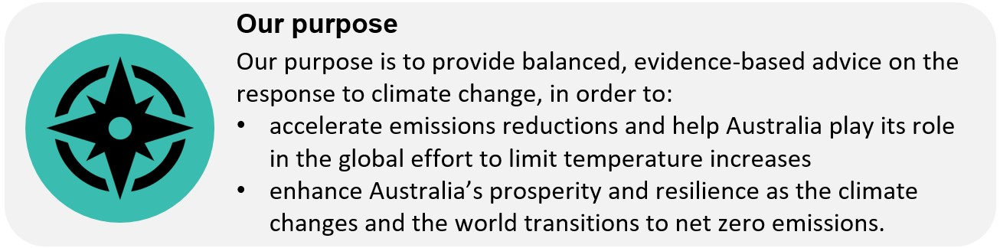 Our purpose
Our purpose is to provide balanced, evidence-based advice on the
response to climate change, in order to:
• accelerate emissions reductions and help Australia play its role
in the global effort to limit temperature increases
• enhance Australia’s prosperity and resilience as the climate
changes and the world transitions to net zero emissions.